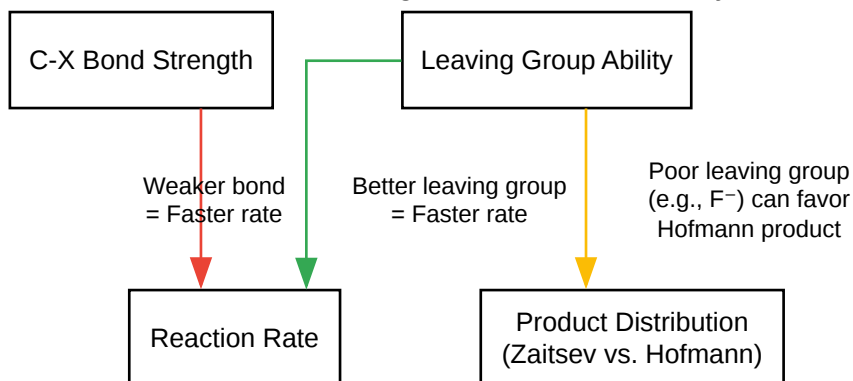 C-X Bond Strength
Leaving Group Ability
Weaker bond
= Faster rate
Better leaving group
= Faster rate
Poor leaving group
(e.g., F⁻) can favor
Hofmann product
Reaction Rate
Product Distribution
(Zaitsev vs. Hofmann)